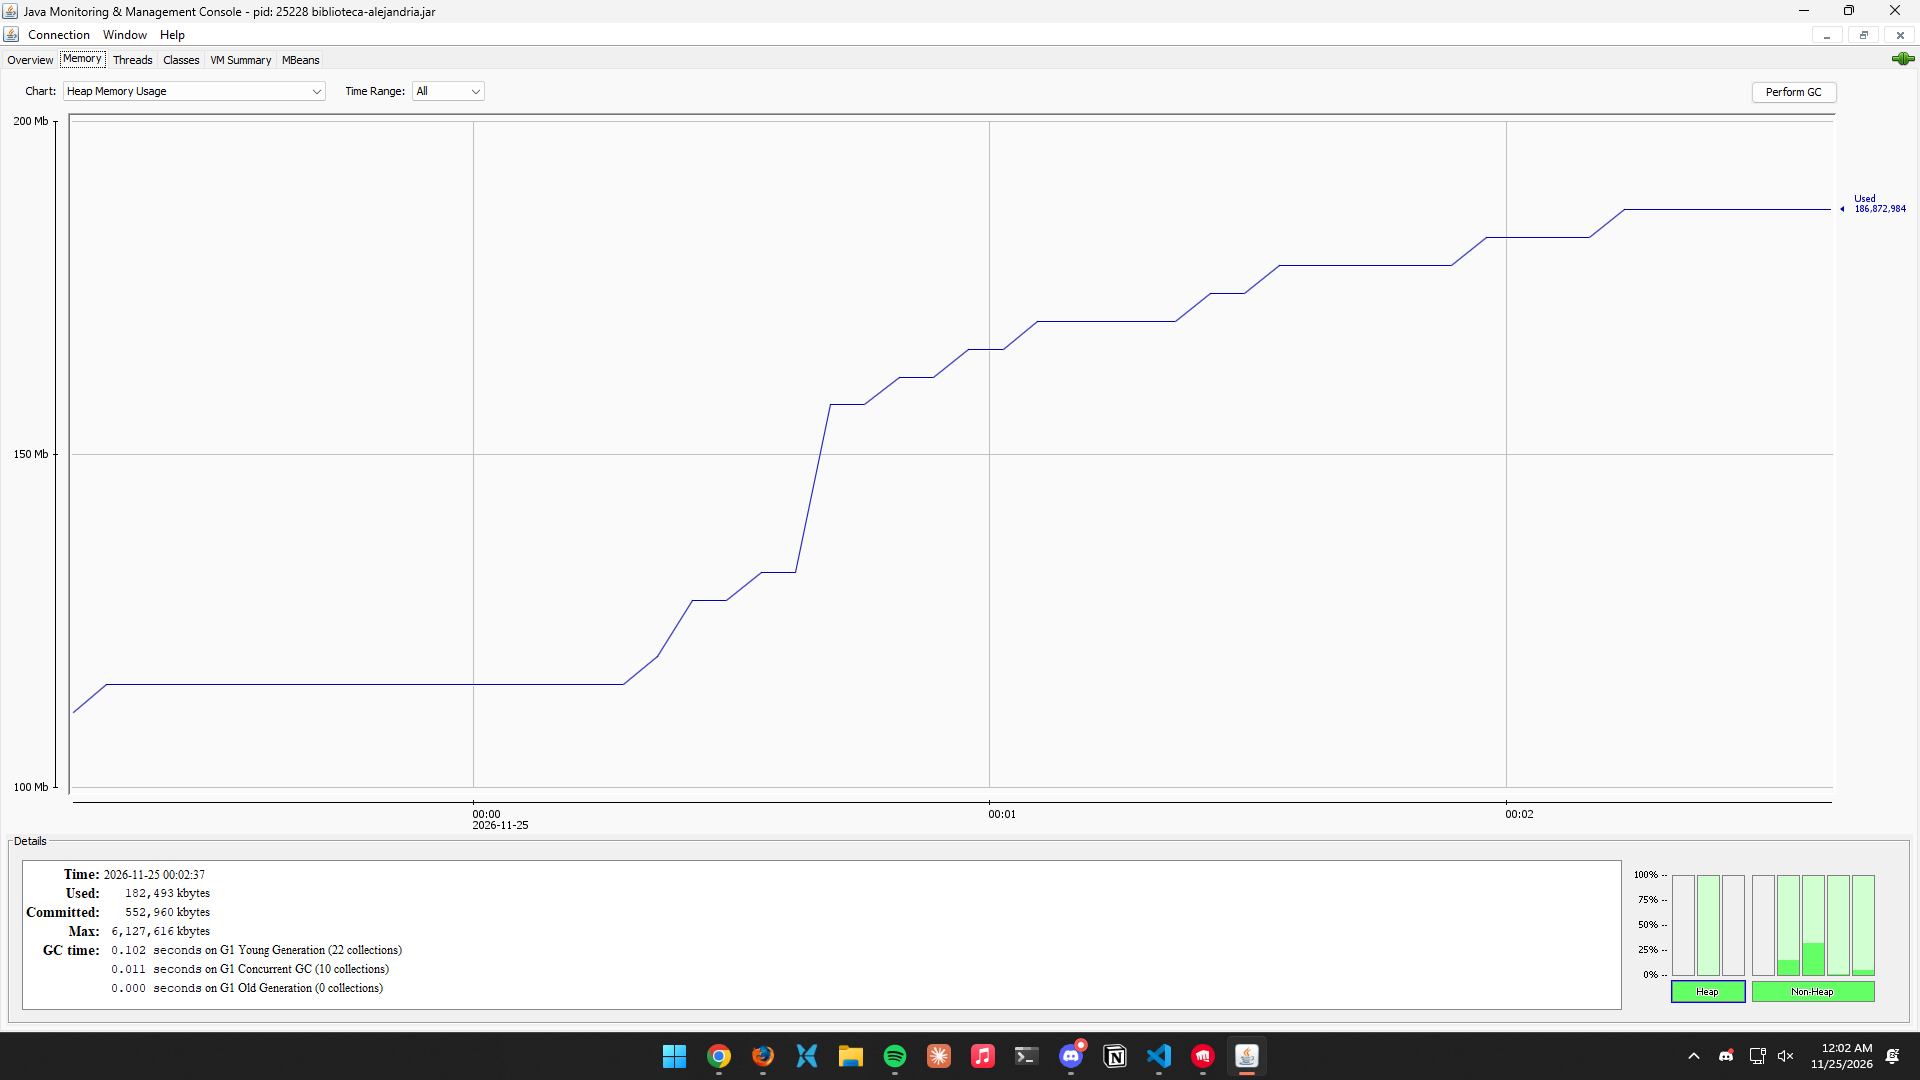 Java Monitoring & Management Console - pid: 25228 biblioteca-alejandria.jar
Connection Window Help
Overview Memory Threads Classes VM Summary MBeans
Chart: Heap Memory Usage Time Range: All Perform GC
200 Mb
Used
186,872,984
150 Mb
100 Mb
00:00 00:01 00:02
2026-11-25
Details
Time: 2026-11-25 00:02:37
Used: 182,493 kbytes
Committed: 552,960 kbytes
Max: 6,127,616 kbytes
GC time: 0.102 seconds on G1 Young Generation (22 collections)
0.011 seconds on G1 Concurrent GC (10 collections)
0.000 seconds on G1 Old Generation (0 collections)
100% --
75% --
50% --
25% --
0% --
Heap Non-Heap
12:02 AM
11/25/2026